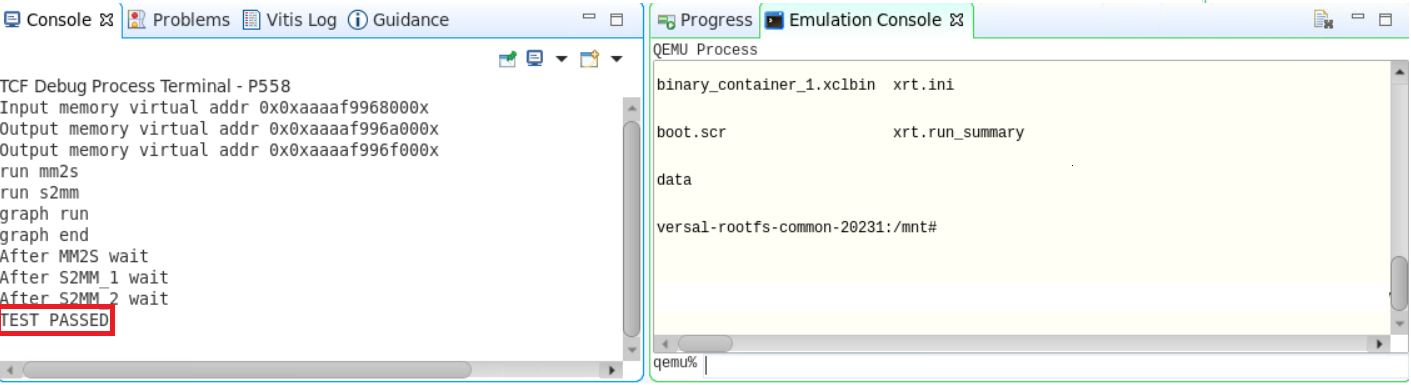 Console Problems Vitis Log Guidance
TCF Debug Process Terminal - P558
Input memory virtual addr 0x0xaaaaf9968000x
Output memory virtual addr 0x0xaaaaf996a000x
Output memory virtual addr 0x0xaaaaf996f000x
run mm2s
run s2mm
graph run
graph end
After MM2S wait
After S2MM_1 wait
After S2MM_2 wait
TEST PASSED
Progress Emulation Console
QEMU Process
binary_container_1.xclbin xrt.ini
boot.scr xrt.run_summary
data
versal-rootfs-common-20231:/mnt#
qemu%